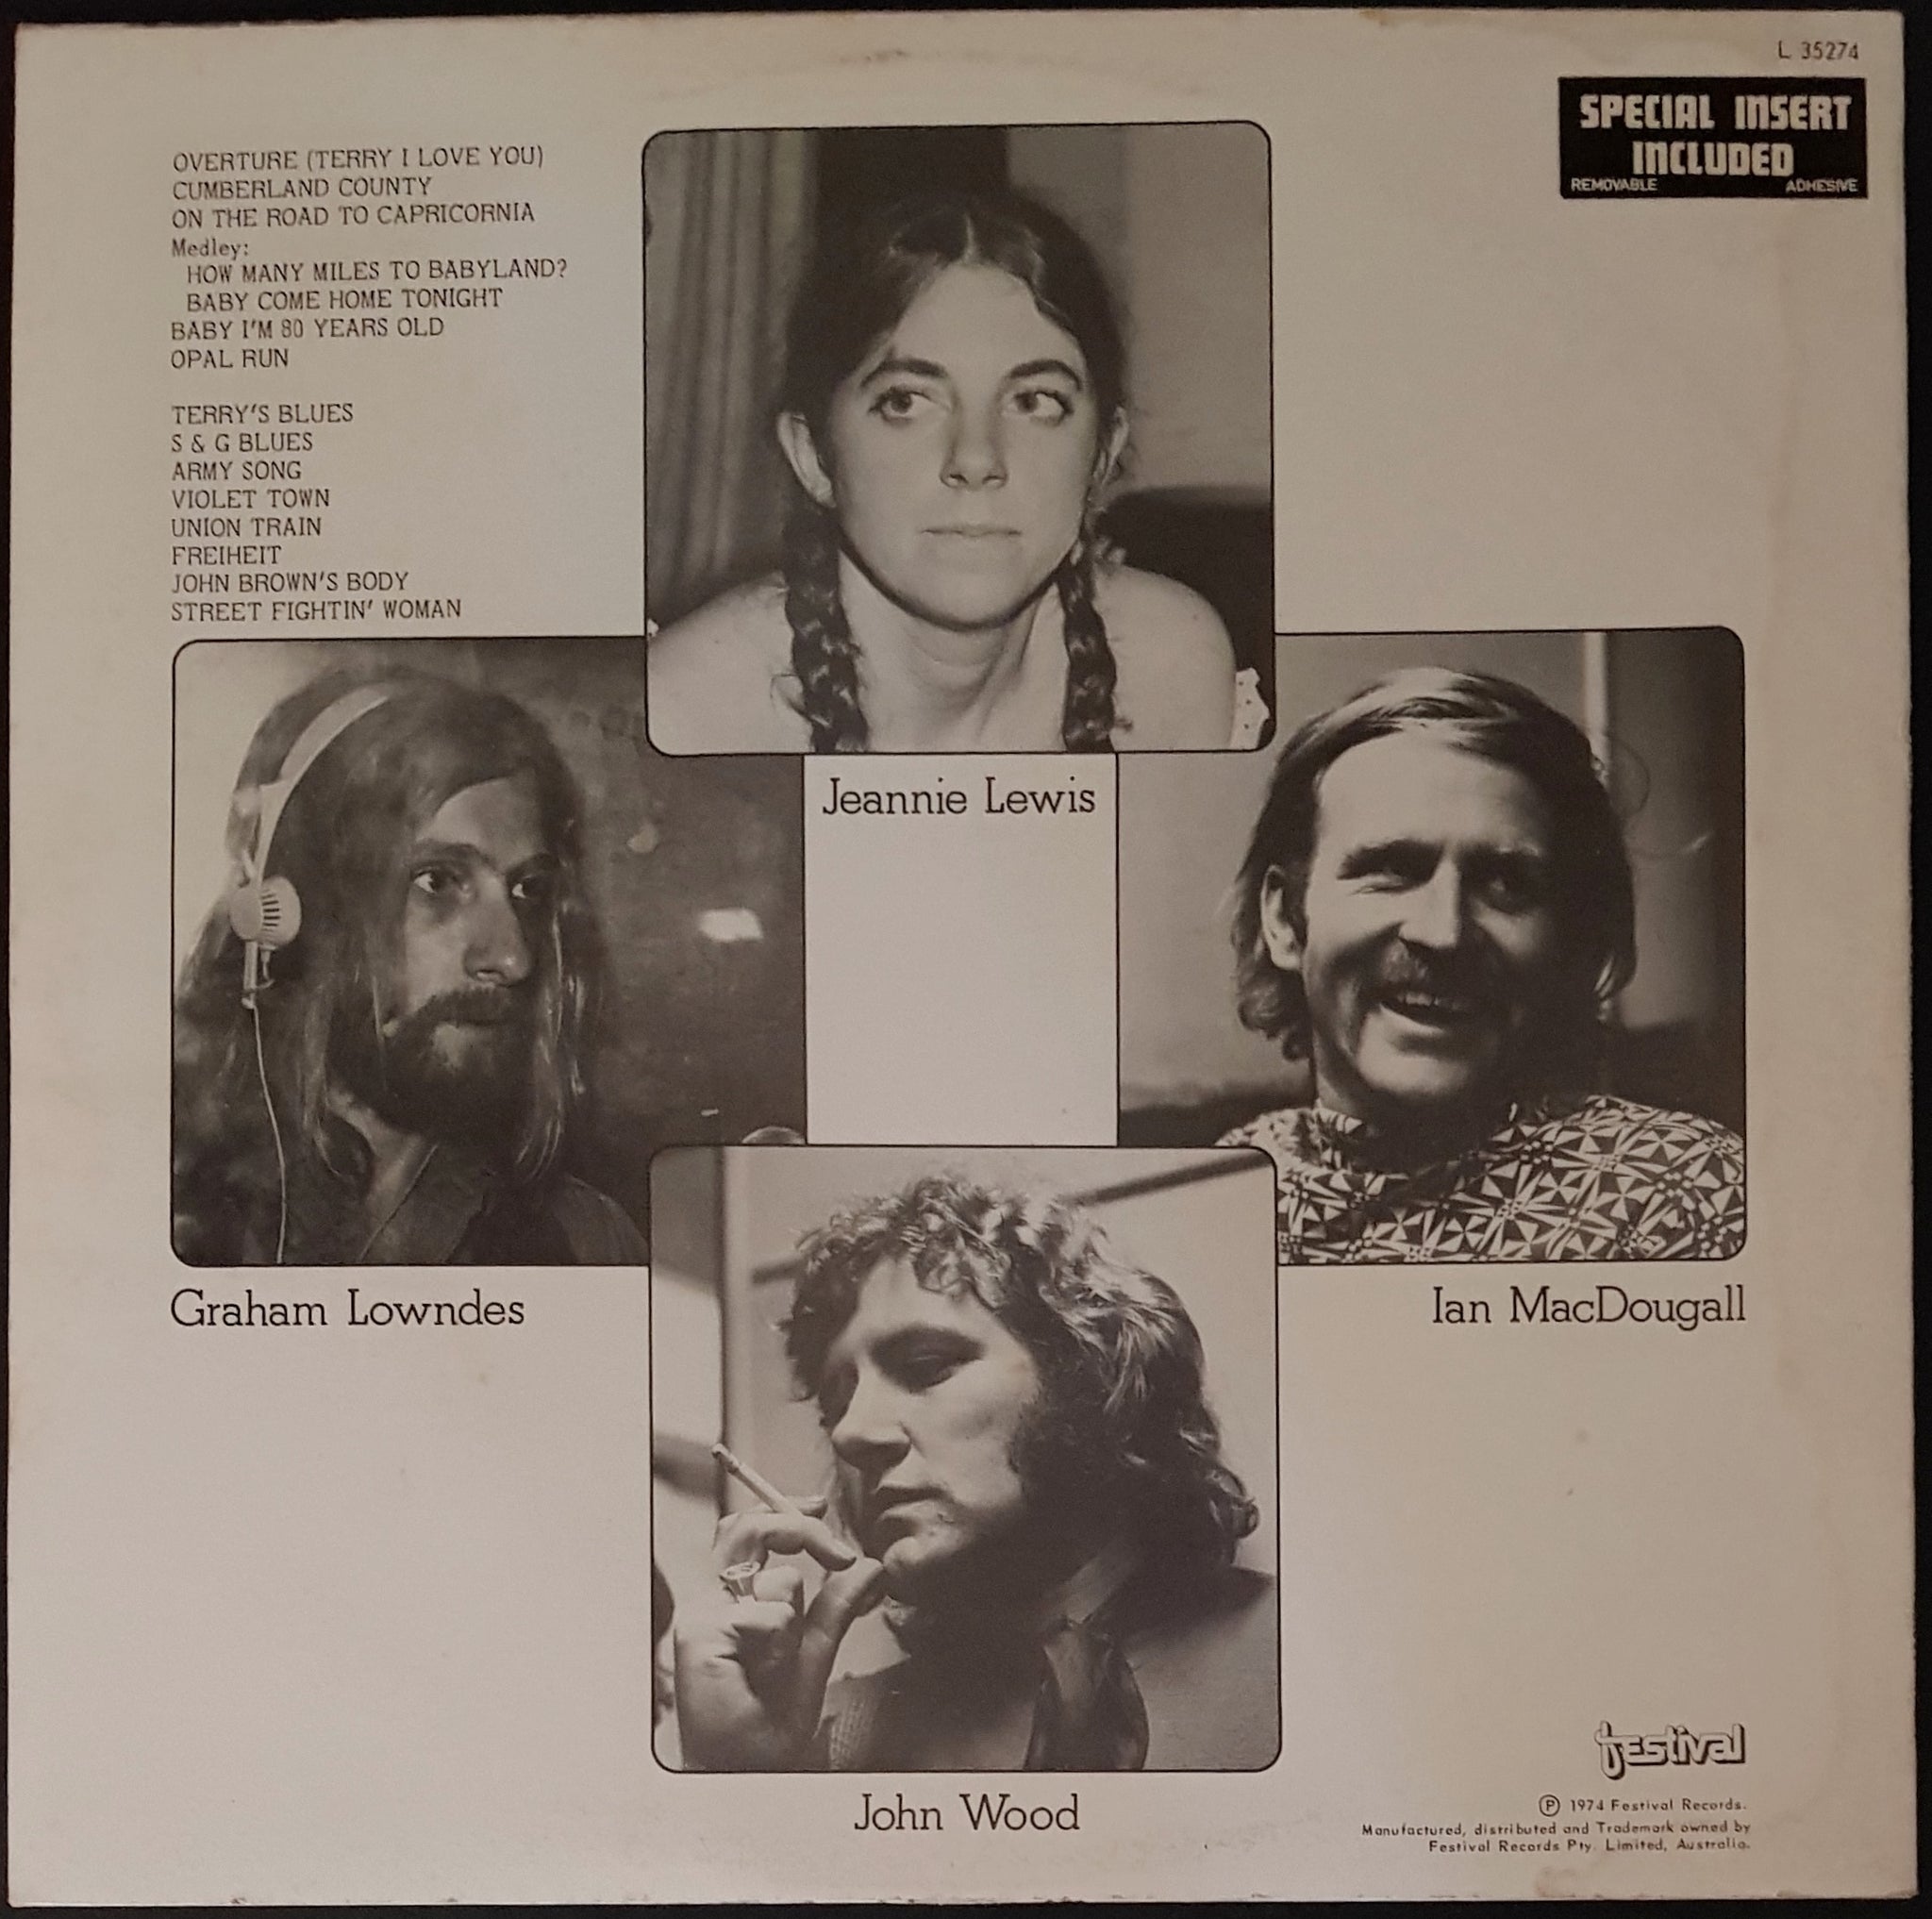 L 35274
SPECIAL INSERT
INCLUDED
REMOVABLE ADHESIVE
OVERTURE (TERRY I LOVE YOU)
CUMBERLAND COUNTY
ON THE ROAD TO CAPRICORNIA
Medley:
HOW MANY MILES TO BABYLAND?
BABY COME HOME TONIGHT
BABY I'M 80 YEARS OLD
OPAL RUN
TERRY'S BLUES
S & G BLUES
ARMY SONG
VIOLET TOWN
UNION TRAIN
FREIHEIT
JOHN BROWN'S BODY
STREET FIGHTIN' WOMAN
Jeannie Lewis
Graham Lowndes
Ian MacDougall
John Wood
festival
Ⓟ 1974 Festival Records.
Manufactured, distributed and Trademark owned by
Festival Records Pty. Limited, Australia.